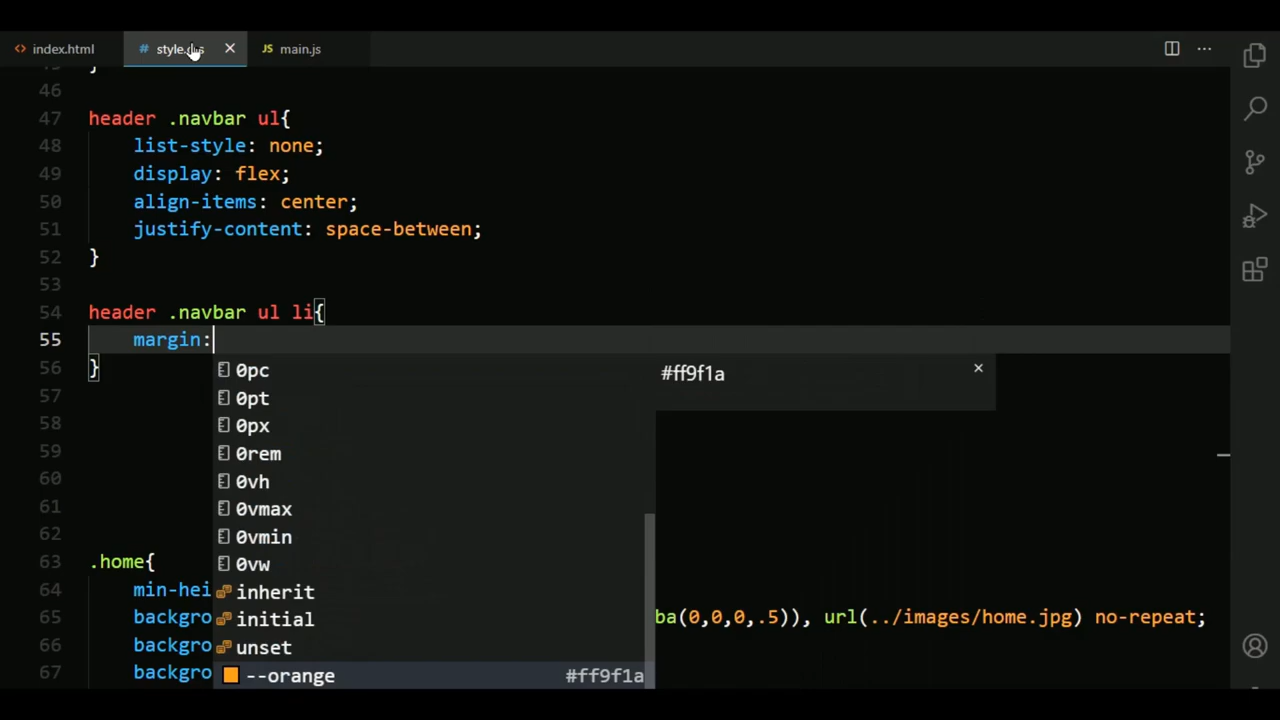 index.html
style.css
main.js
46
47 header .navbar ul{
48 list-style: none;
49 display: flex;
50 align-items: center;
51 justify-content: space-between;
52 }
53
54 header .navbar ul li{
55 margin:
56 }
0pc
#ff9f1a
57
0pt
58
0px
59
0rem
60
0vh
61
0vmax
62
0vmin
63 .home{
0vw
64 min-hei
inherit
65 backgro
initial
ba(0,0,0,.5)), url(../images/home.jpg) no-repeat;
66 backgro
unset
67 backgro
--orange #ff9f1a